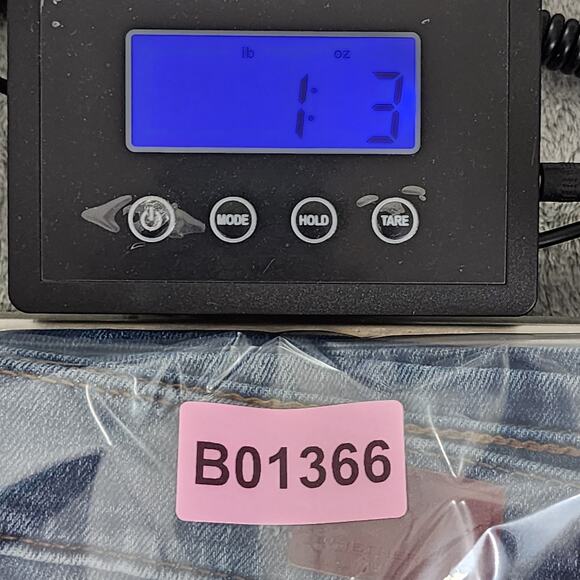 lb oz
1: 3
MODE HOLD TARE
B01366